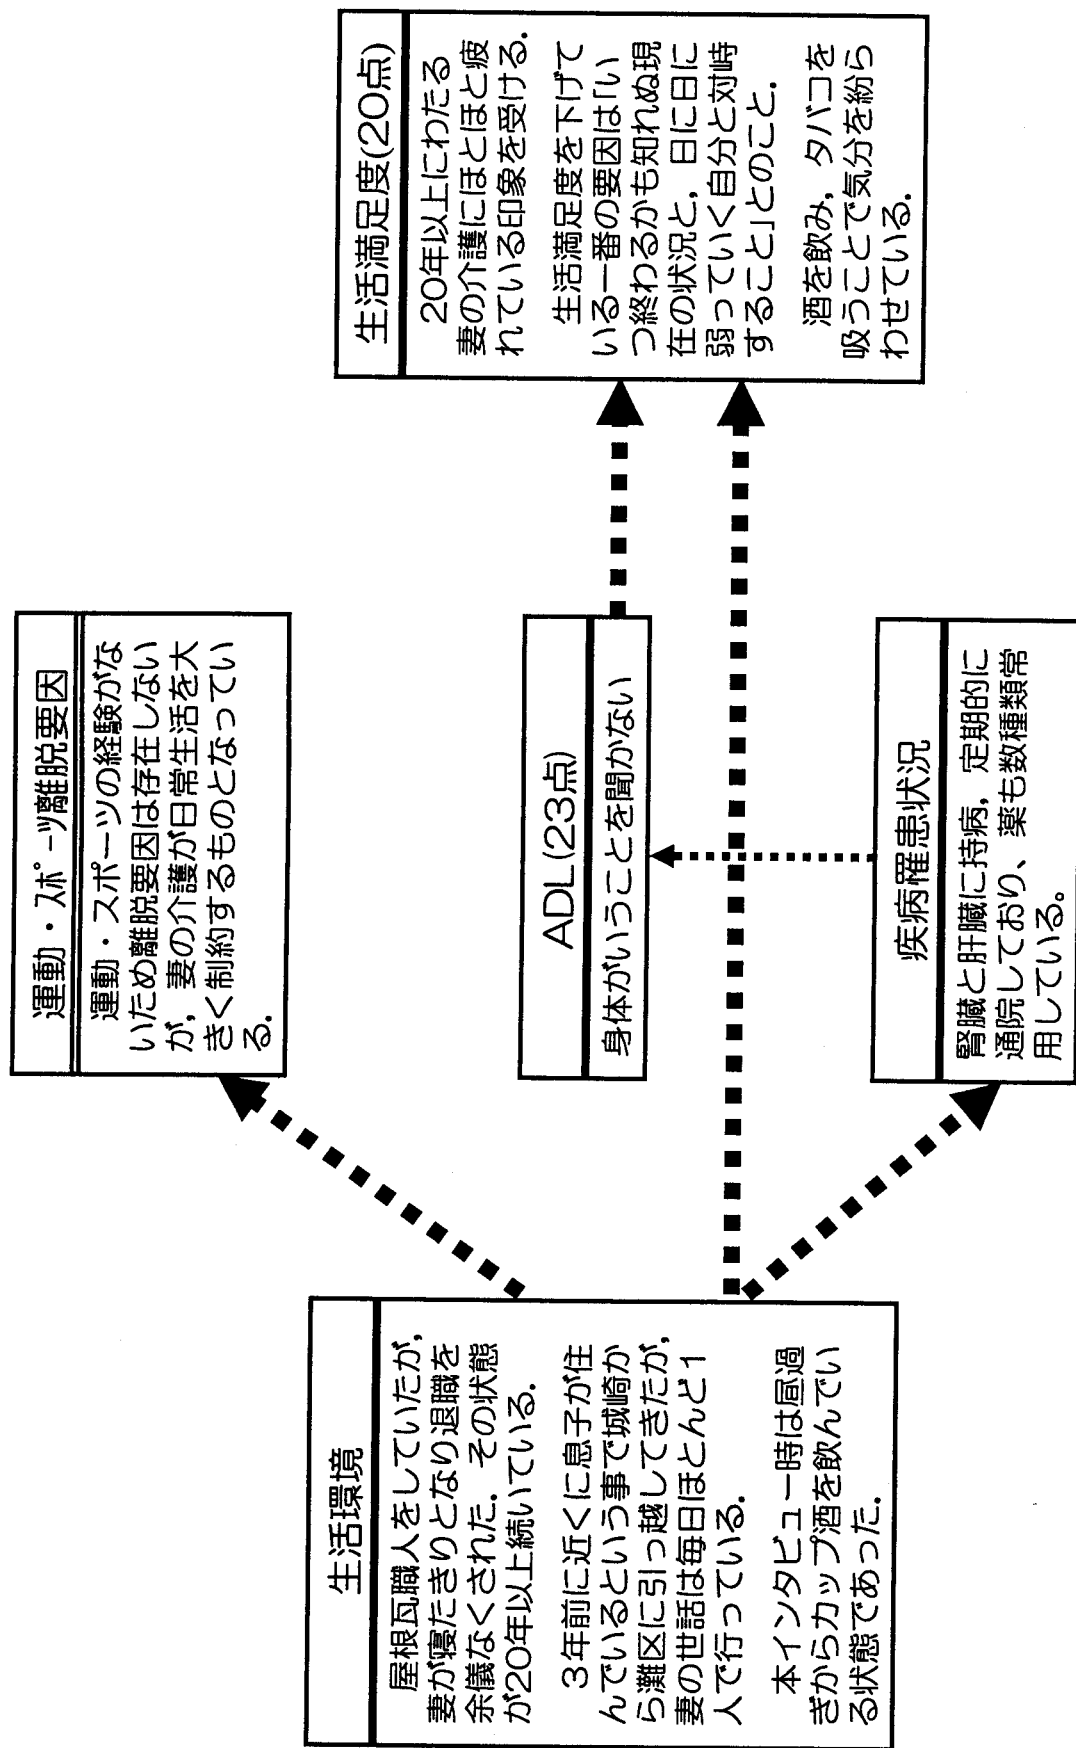 生活環境
屋根瓦職人をしていたが,
妻が寝たきりとなり退職を
余儀なくされた. その状態
が20年以上続いている.
3年前に近くに息子が住
んでいるという事で城崎か
ら灘区に引っ越してきたが,
妻の世話は毎日ほとんど1
人で行っている.
本インタビュー時は昼過
ぎからカップ酒を飲んでい
る状態であった.
運動・スポーツ離脱要因
運動・スポーツの経験がな
いため離脱要因は存在しない
が, 妻の介護が日常生活を大
きく制約するものとなってい
る.
ADL(23点)
身体がいうことを聞かない
疾病罹患状況
腎臓と肝臓に持病, 定期的に
通院しており、薬も数種類常
用している。
生活満足度(20点)
20年以上にわたる
妻の介護にほとほと疲
れている印象を受ける.
生活満足度を下げて
いる一番の要因は「い
つ終わるかも知れぬ現
在の状況と, 日に日に
弱っていく自分と対峙
すること」とのこと.
酒を飲み, タバコを
吸うことで気分を紛ら
わせている.